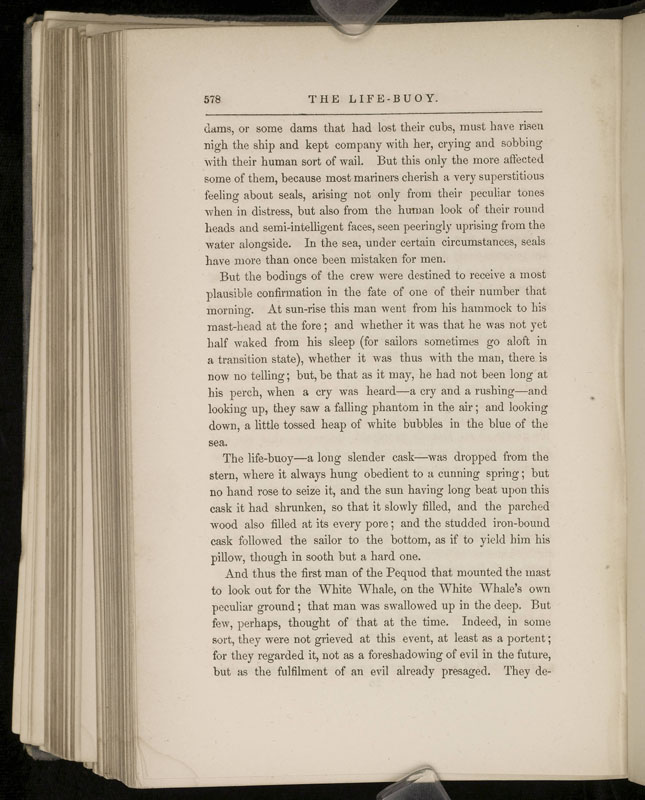 578 THE LIFE-BUOY.
dams, or some dams that had lost their cubs, must have risen
nigh the ship and kept company with her, crying and sobbing
with their human sort of wail. But this only the more affected
some of them, because most mariners cherish a very superstitious
feeling about seals, arising not only from their peculiar tones
when in distress, but also from the human look of their round
heads and semi-intelligent faces, seen peeringly uprising from the
water alongside. In the sea, under certain circumstances, seals
have more than once been mistaken for men.
But the bodings of the crew were destined to receive a most
plausible confirmation in the fate of one of their number that
morning. At sun-rise this man went from his hammock to his
mast-head at the fore; and whether it was that he was not yet
half waked from his sleep (for sailors sometimes go aloft in
a transition state), whether it was thus with the man, there is
now no telling; but, be that as it may, he had not been long at
his perch, when a cry was heard—a cry and a rushing—and
looking up, they saw a falling phantom in the air; and looking
down, a little tossed heap of white bubbles in the blue of the
sea.
The life-buoy—a long slender cask—was dropped from the
stern, where it always hung obedient to a cunning spring; but
no hand rose to seize it, and the sun having long beat upon this
cask it had shrunken, so that it slowly filled, and the parched
wood also filled at its every pore; and the studded iron-bound
cask followed the sailor to the bottom, as if to yield him his
pillow, though in sooth but a hard one.
And thus the first man of the Pequod that mounted the mast
to look out for the White Whale, on the White Whale's own
peculiar ground; that man was swallowed up in the deep. But
few, perhaps, thought of that at the time. Indeed, in some
sort, they were not grieved at this event, at least as a portent;
for they regarded it, not as a foreshadowing of evil in the future,
but as the fulfilment of an evil already presaged. They de-